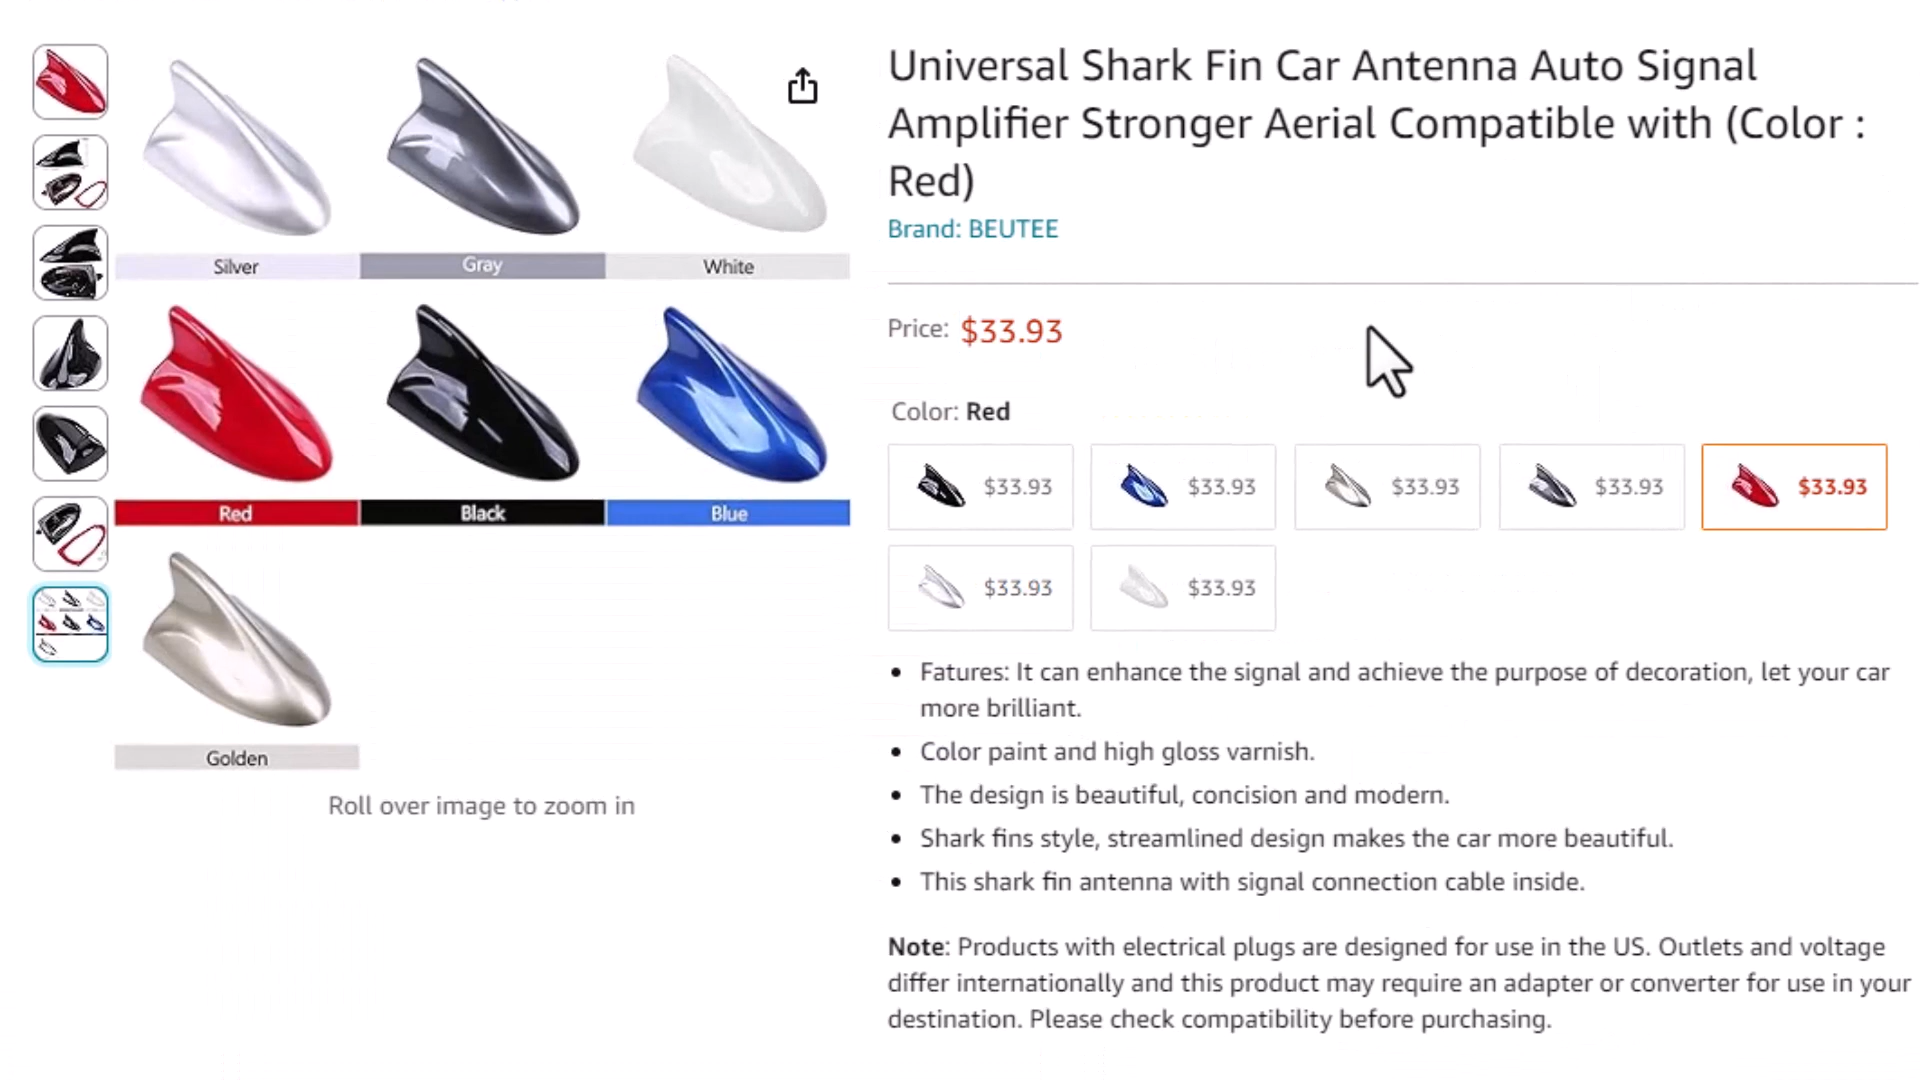 Silver
Gray
White
Red
Black
Blue
Golden
Roll over image to zoom in
Universal Shark Fin Car Antenna Auto Signal
Amplifier Stronger Aerial Compatible with (Color :
Red)
Brand: BEUTEE
Price: $33.93
Color: Red
$33.93
$33.93
$33.93
$33.93
$33.93
$33.93
$33.93
Fatures: It can enhance the signal and achieve the purpose of decoration, let your car
more brilliant.
Color paint and high gloss varnish.
The design is beautiful, concision and modern.
Shark fins style, streamlined design makes the car more beautiful.
This shark fin antenna with signal connection cable inside.
Note: Products with electrical plugs are designed for use in the US. Outlets and voltage
differ internationally and this product may require an adapter or converter for use in your
destination. Please check compatibility before purchasing.